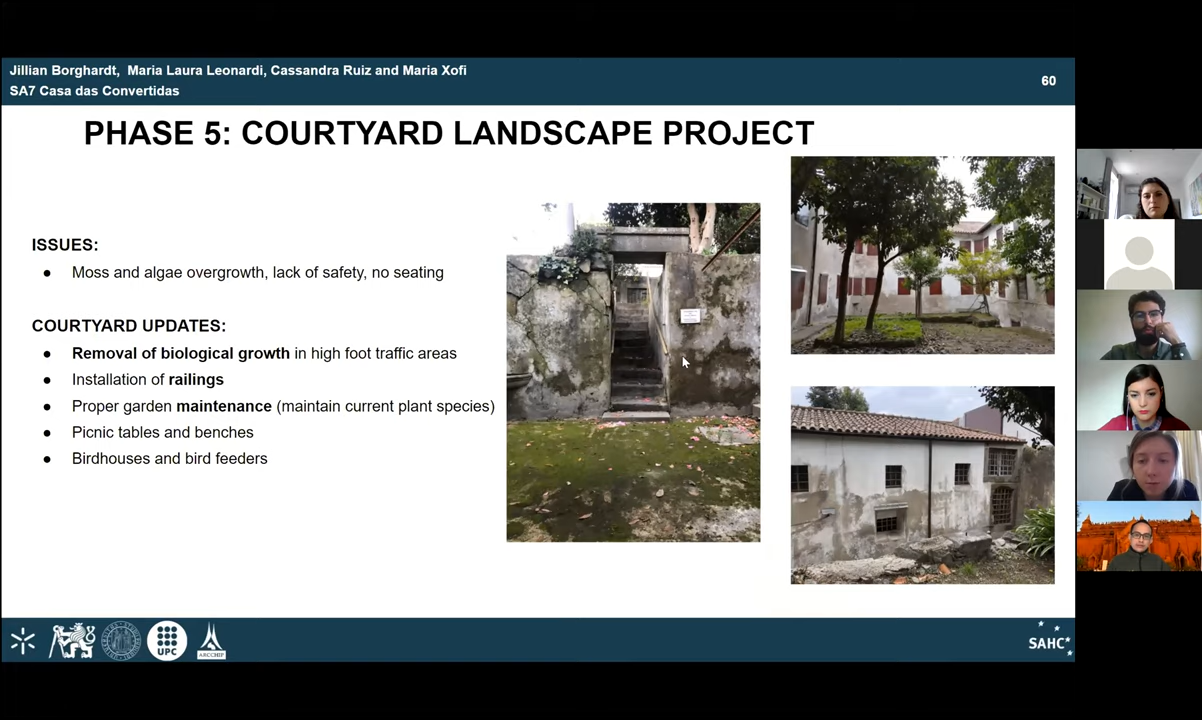 Jillian Borghardt, Maria Laura Leonardi, Cassandra Ruiz and Maria Xofi
SA7 Casa das Convertidas
60
PHASE 5: COURTYARD LANDSCAPE PROJECT
ISSUES:
● Moss and algae overgrowth, lack of safety, no seating
COURTYARD UPDATES:
● Removal of biological growth in high foot traffic areas
● Installation of railings
● Proper garden maintenance (maintain current plant species)
● Picnic tables and benches
● Birdhouses and bird feeders
UPC
ARCCHIP
SAHC